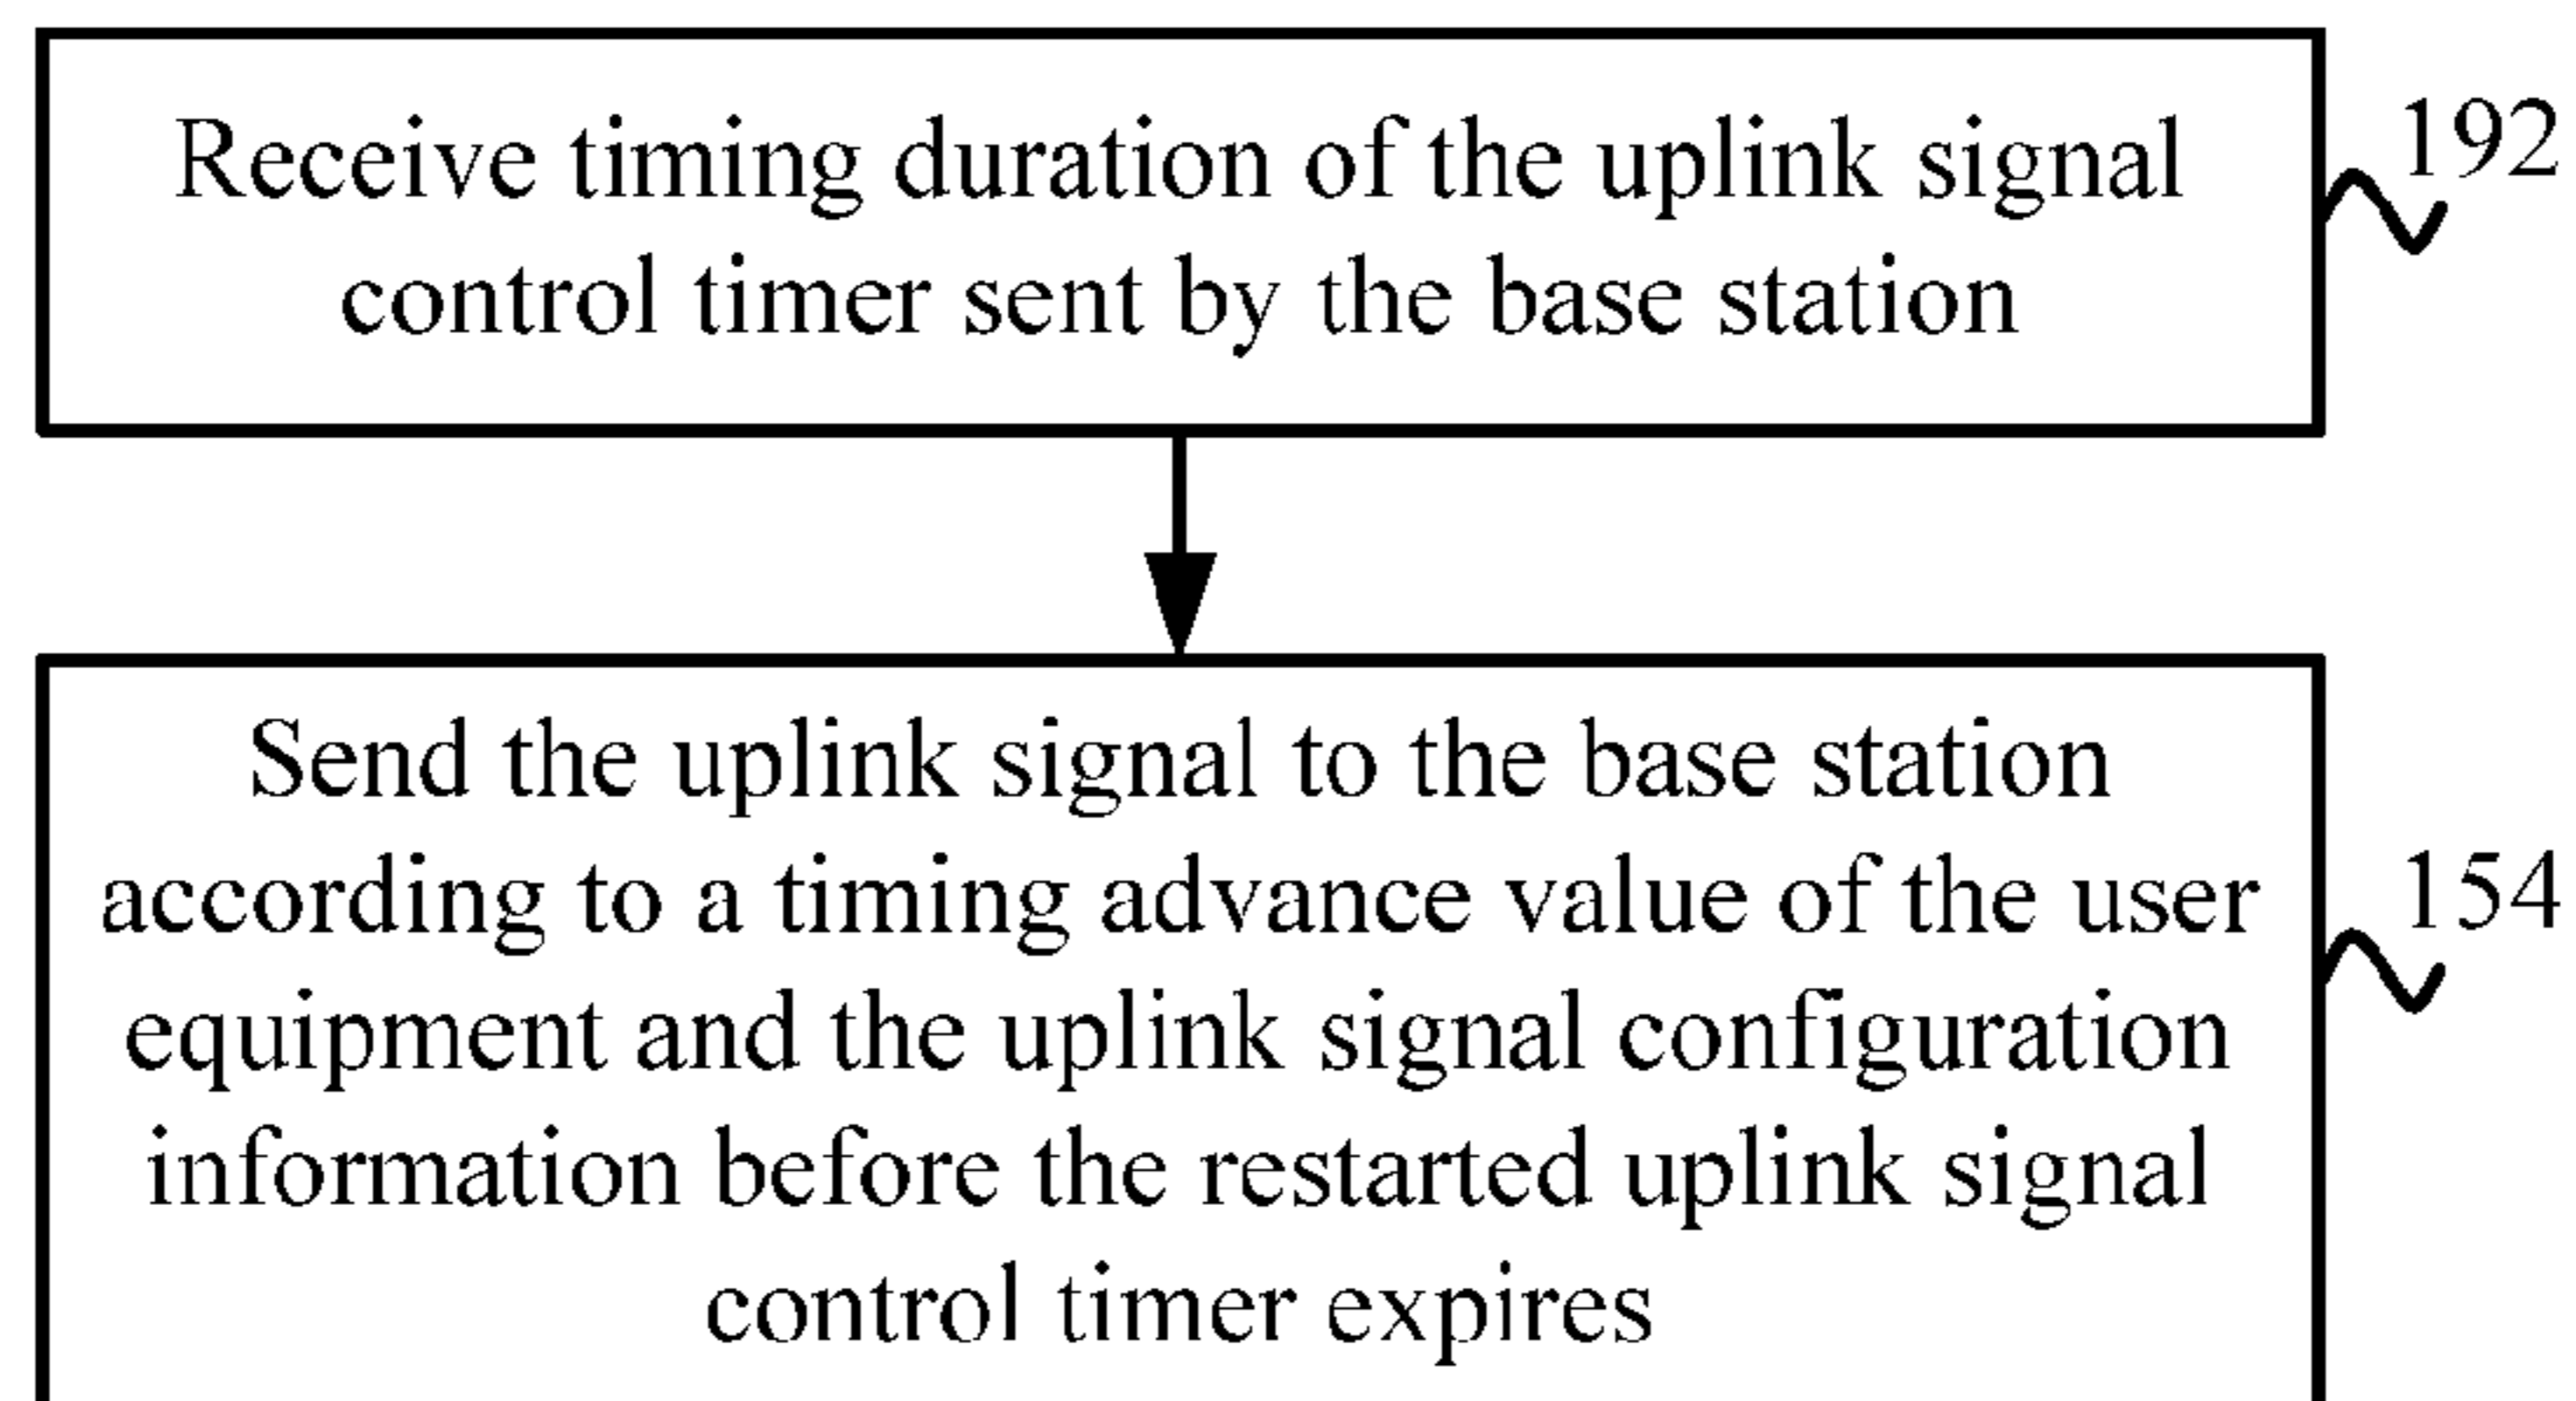 Receive timing duration of the uplink signal
control timer sent by the base station
192
Send the uplink signal to the base station
according to a timing advance value of the user
equipment and the uplink signal configuration
information before the restarted uplink signal
control timer expires
154